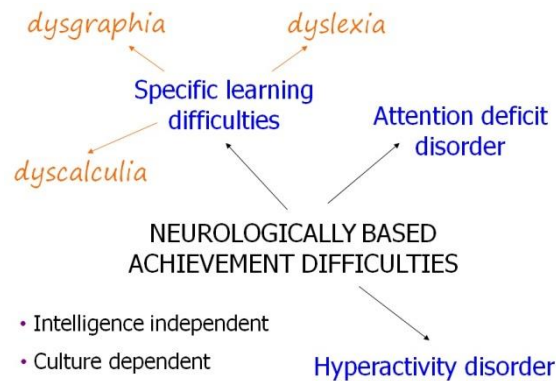 dysgraphia
dyslexia
Specific learning
difficulties
Attention deficit
disorder
dyscalculia
NEUROLOGICALLY BASED
ACHIEVEMENT DIFFICULTIES
• Intelligence independent
• Culture dependent
Hyperactivity disorder